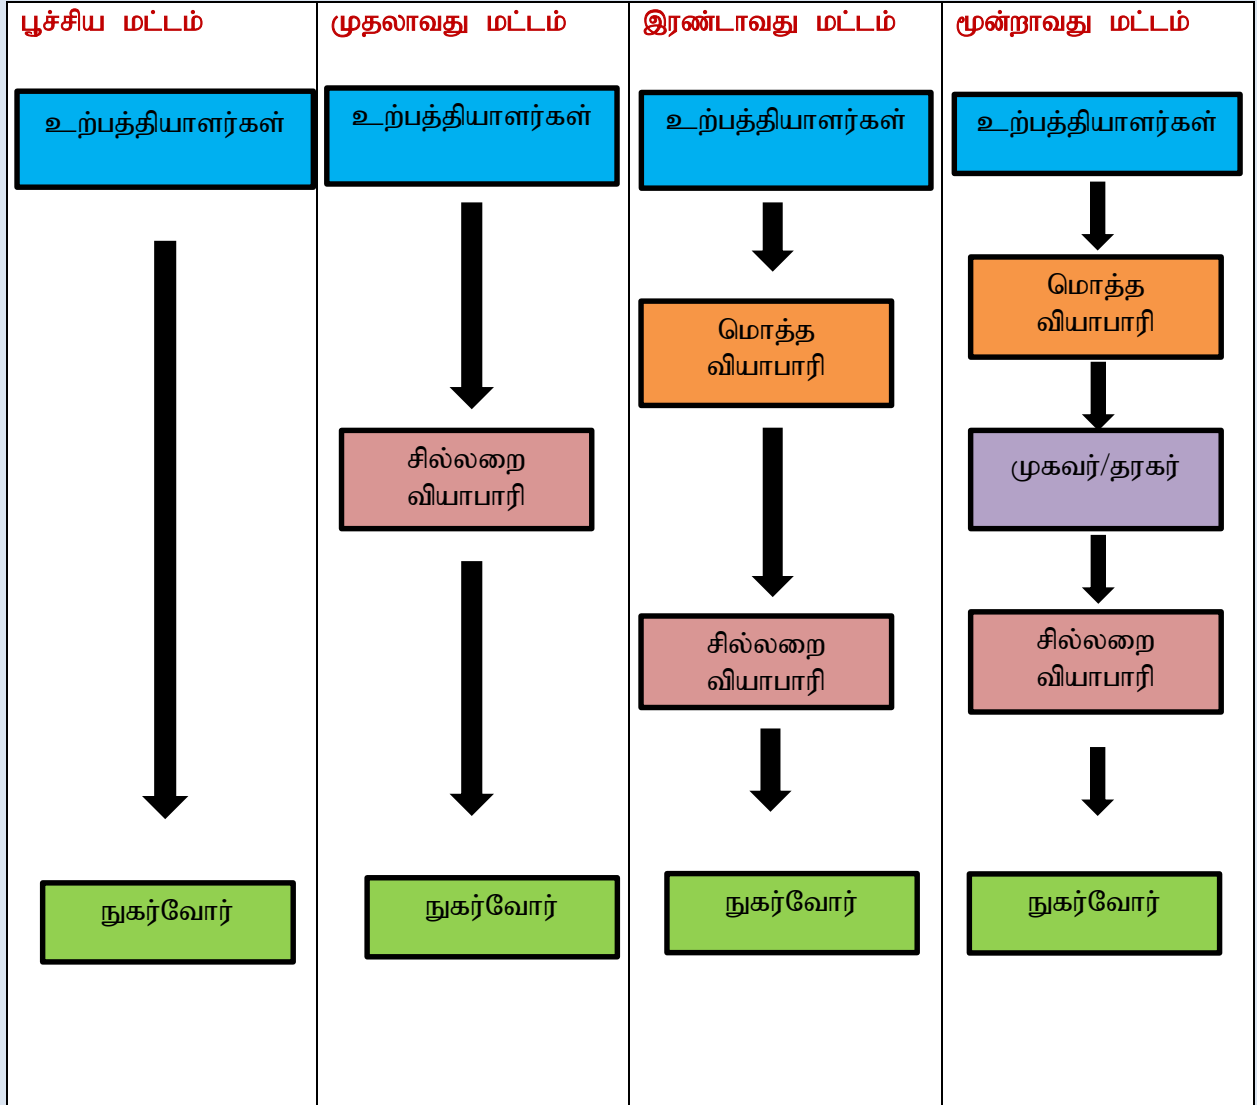 பூச்சிய மட்டம்
உற்பத்தியாளர்கள்
நுகர்வோர்
முதலாவது மட்டம்
உற்பத்தியாளர்கள்
சில்லறை
வியாபாரி
நுகர்வோர்
இரண்டாவது மட்டம்
உற்பத்தியாளர்கள்
மொத்த
வியாபாரி
சில்லறை
வியாபாரி
நுகர்வோர்
மூன்றாவது மட்டம்
உற்பத்தியாளர்கள்
மொத்த
வியாபாரி
முகவர்/தரகர்
சில்லறை
வியாபாரி
நுகர்வோர்